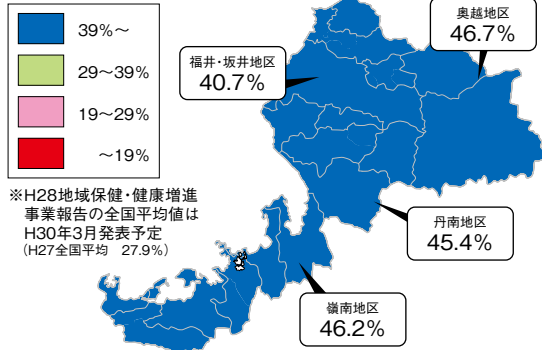 39%～
29～39%
19～29%
～19%
※H28地域保健・健康増進
事業報告の全国平均値は
H30年3月発表予定
(H27全国平均　27.9%)
奥越地区
46.7%
福井・坂井地区
40.7%
丹南地区
45.4%
嶺南地区
46.2%